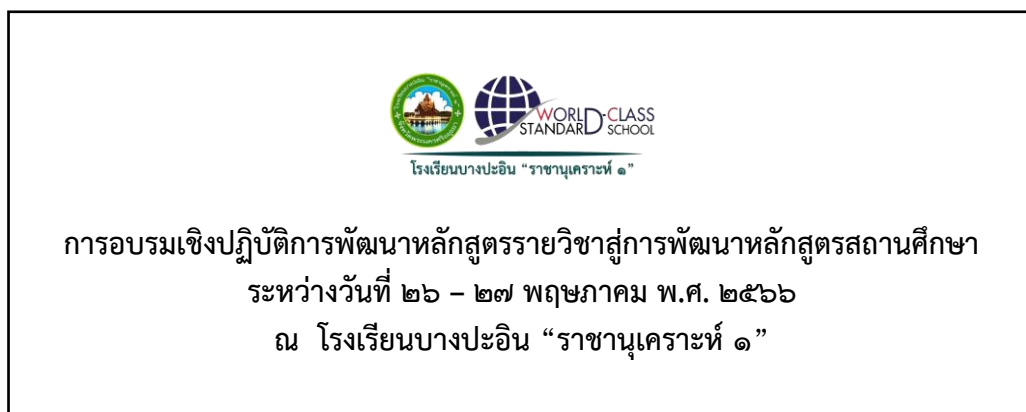 WORLD-CLASS
STANDARD SCHOOL
โรงเรียนบางปะอิน “ราชานุเคราะห์ ๑”
การอบรมเชิงปฏิบัติการพัฒนาหลักสูตรรายวิชาสู่การพัฒนาหลักสูตรสถานศึกษา
ระหว่างวันที่ ๒๖ – ๒๗ พฤษภาคม พ.ศ. ๒๕๖๖
ณ โรงเรียนบางปะอิน “ราชานุเคราะห์ ๑”